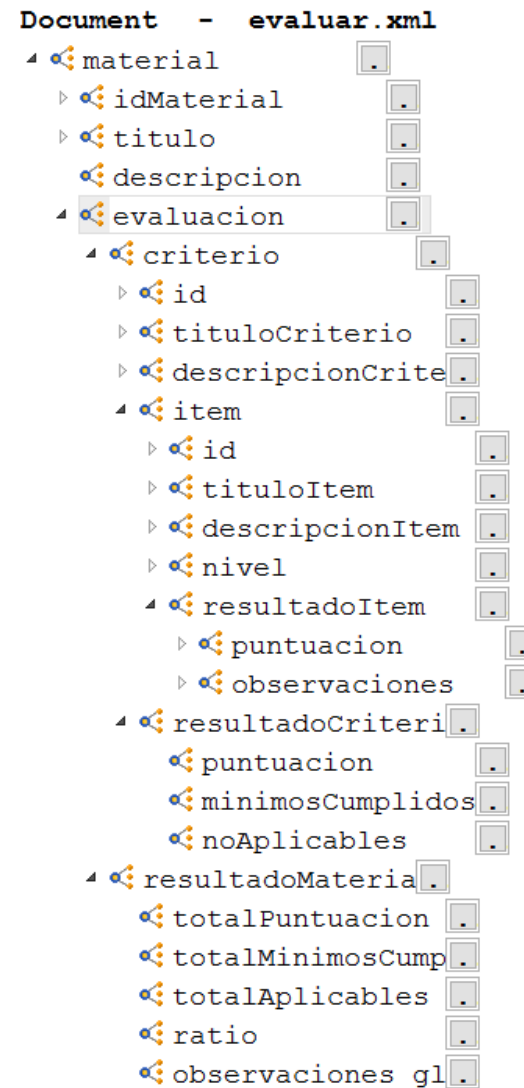 Document - evaluar.xml
material .
idMaterial .
titulo .
descripcion .
evaluacion .
criterio .
id .
tituloCriterio .
descripcionCrite .
item .
id .
tituloItem .
descripcionItem .
nivel .
resultadoItem .
puntuacion .
observaciones .
resultadoCriteri .
puntuacion .
minimosCumplidos .
noAplicables .
resultadoMateria .
totalPuntuacion .
totalMinimosCump .
totalAplicables .
ratio .
observaciones gl .